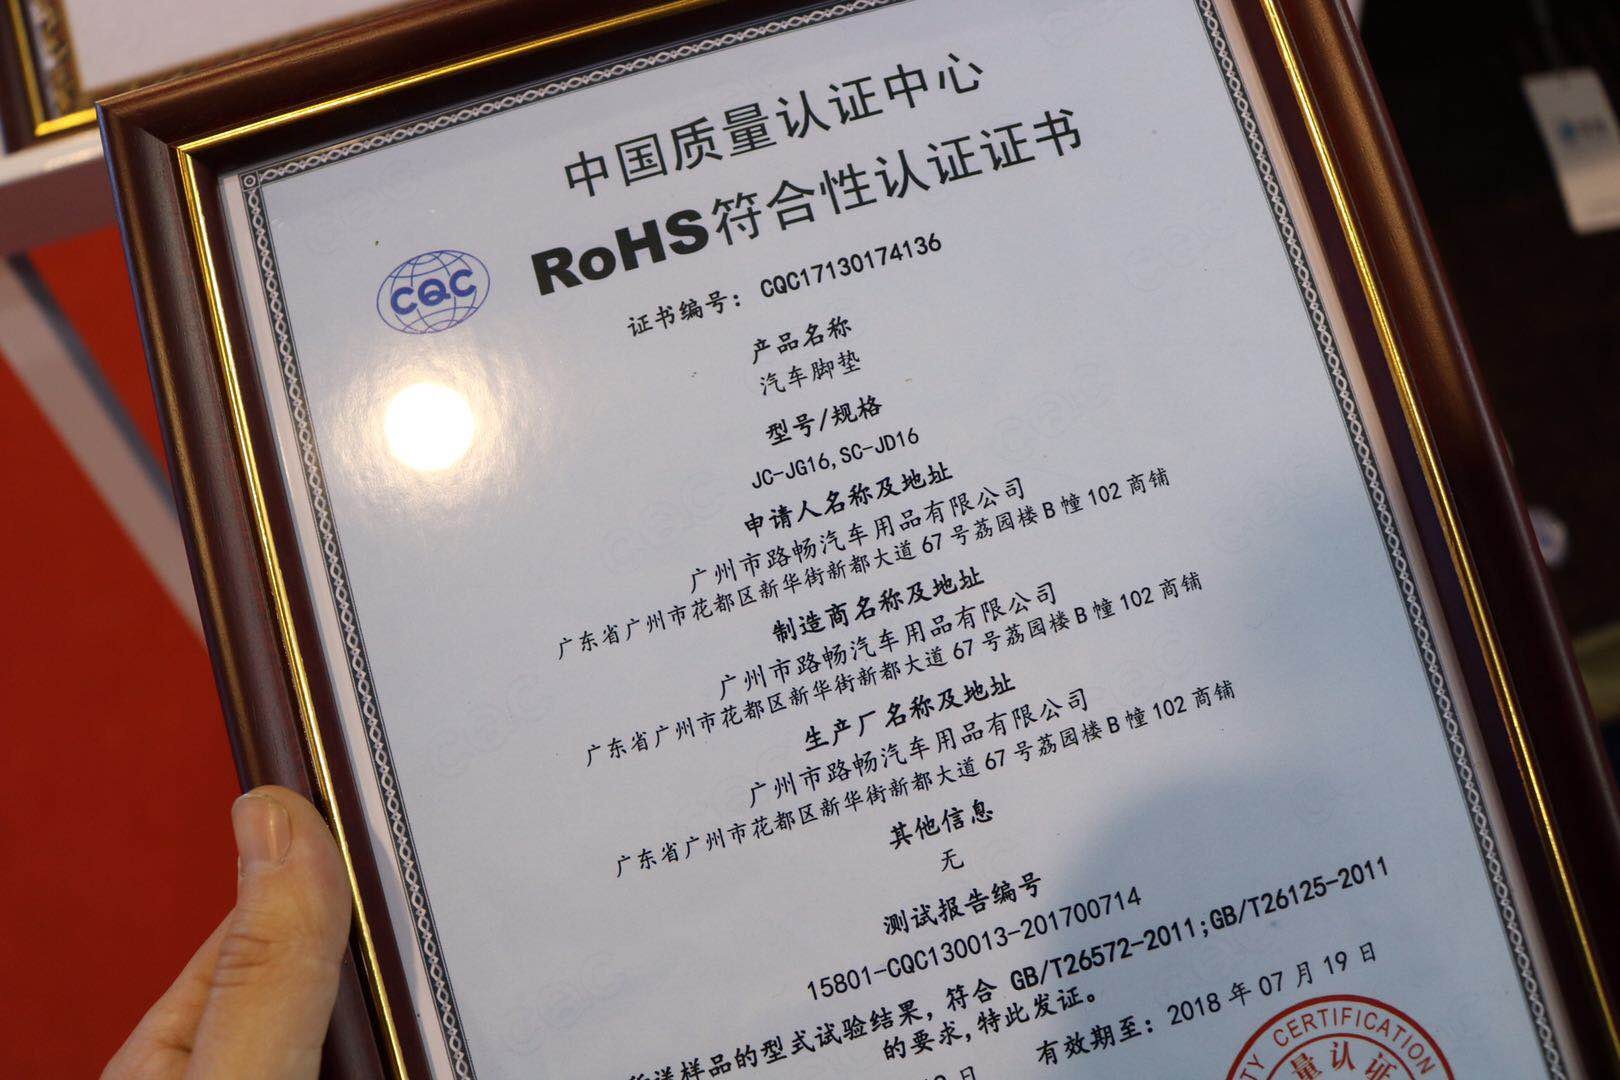 中国质量认证中心
RoHS符合性认证证书
CQC
证书编号: CQC17130174136
产品名称
汽车脚垫
型号/规格
JC-JG16,SC-JD16
申请人名称及地址
广州市路畅汽车用品有限公司
广东省广州市花都区新华街新都大道67号荔园楼B幢102商铺
制造商名称及地址
广州市路畅汽车用品有限公司
广东省广州市花都区新华街新都大道67号荔园楼B幢102商铺
生产厂名称及地址
广州市路畅汽车用品有限公司
广东省广州市花都区新华街新都大道67号荔园楼B幢102商铺
其他信息
无
测试报告编号
15801-CQC130013-201700714
送样品的型式试验结果,符合 GB/T26572-2011;GB/T26125-2011
的要求,特此发证。
有效期至: 2018年07月19日
日
CERTIFICATION
量认证